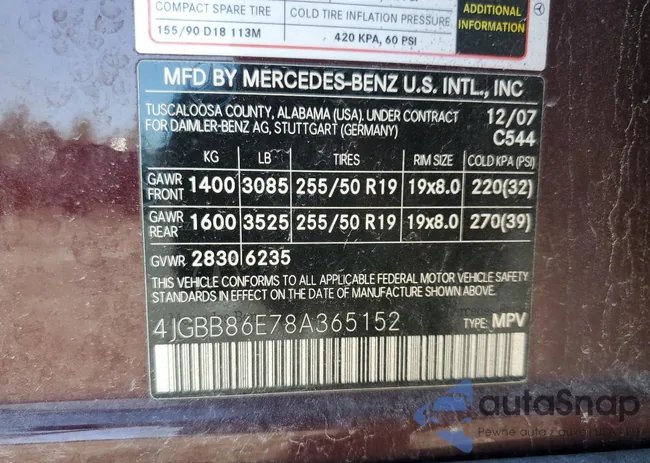 COMPACT SPARE TIRE COLD TIRE INFLATION PRESSURE
155/90 D18 113M 420 KPA, 60 PSI
ADDITIONAL
INFORMATION
MFD BY MERCEDES-BENZ U.S. INTL., INC
TUSCALOOSA COUNTY, ALABAMA (USA). UNDER CONTRACT 12/07
FOR DAIMLER-BENZ AG, STUTTGART (GERMANY) C544
KG LB TIRES RIM SIZE COLD KPA (PSI)
GAWR FRONT 1400 3085 255/50 R19 19x8.0 220(32)
GAWR REAR 1600 3525 255/50 R19 19x8.0 270(39)
GVWR 2830 6235
THIS VEHICLE CONFORMS TO ALL APPLICABLE FEDERAL MOTOR VEHICLE SAFETY
STANDARDS IN EFFECT ON THE DATE OF MANUFACTURE SHOWN ABOVE.
4JGBB86E78A365152 TYPE: MPV
autoSnap
Pewne auta / auta z USA